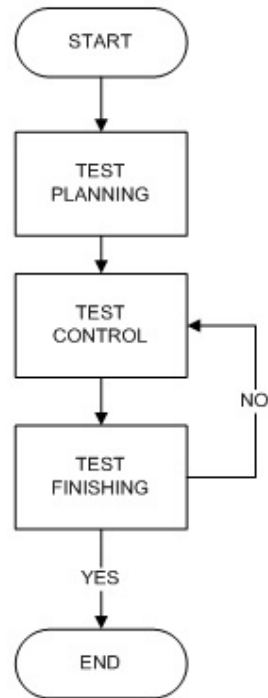 START
TEST
PLANNING
TEST
CONTROL
NO
TEST
FINISHING
YES
END